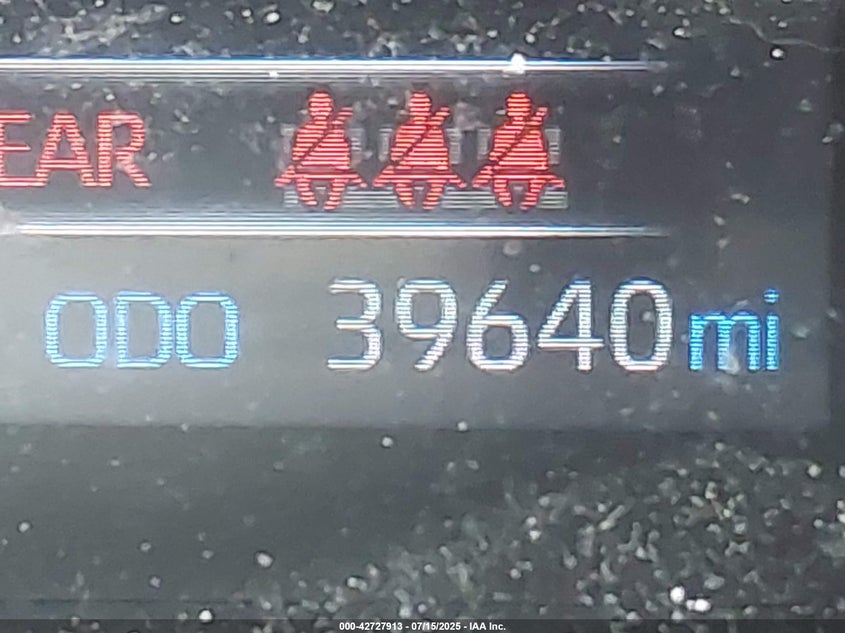 EAR
ODO 39640 mi
000-42727913 - 07/15/2025 - IAA Inc.